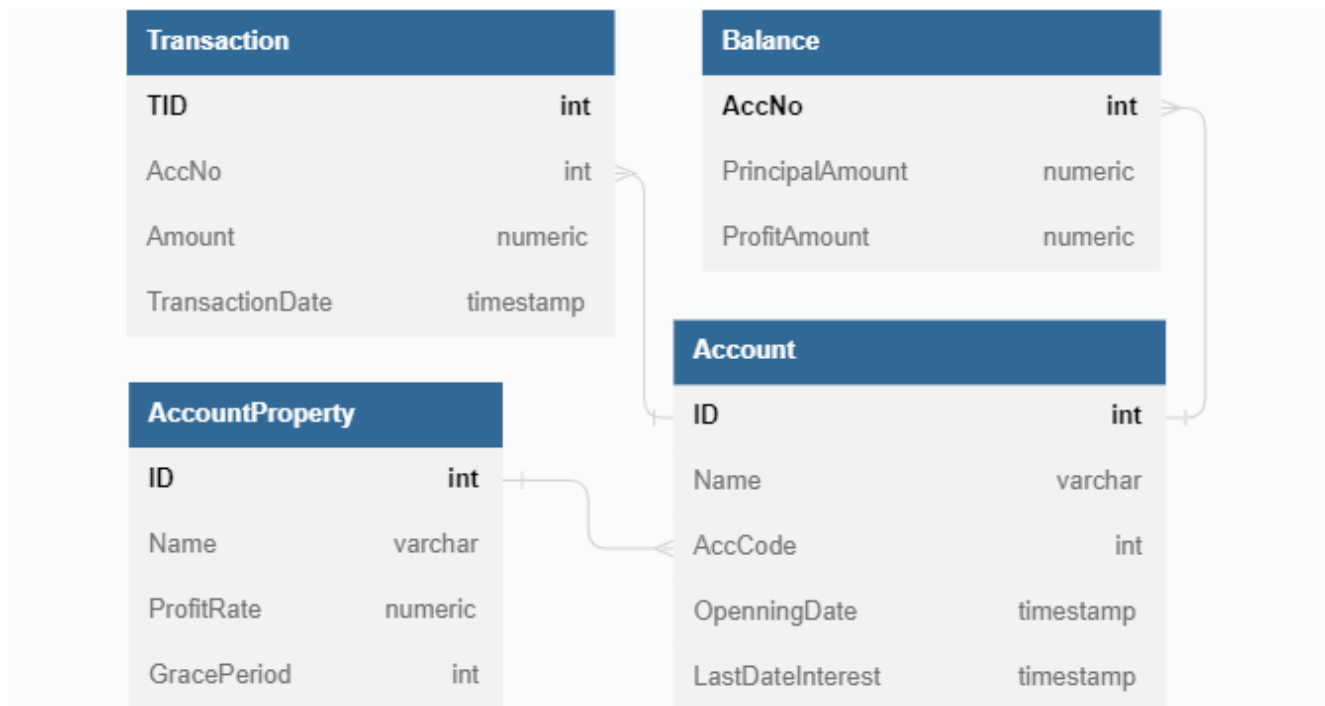 Transaction
TID int
AccNo int
Amount numeric
TransactionDate timestamp
Balance
AccNo int
PrincipalAmount numeric
ProfitAmount numeric
AccountProperty
ID int
Name varchar
ProfitRate numeric
GracePeriod int
Account
ID int
Name varchar
AccCode int
OpenningDate timestamp
LastDateInterest timestamp